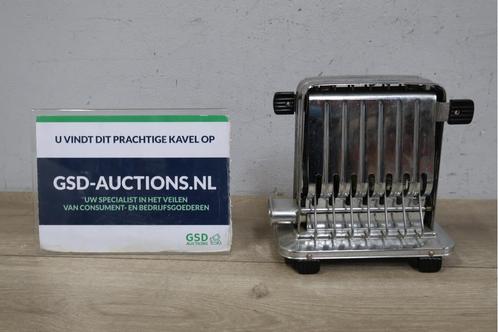 U VINDT DIT PRACHTIGE KAVEL OP
GSD-AUCTIONS.NL
UW SPECIALIST IN HET VEILEN
VAN CONSUMENT- EN BEDRIJFSGOEDEREN
GSD
AUCTIONS